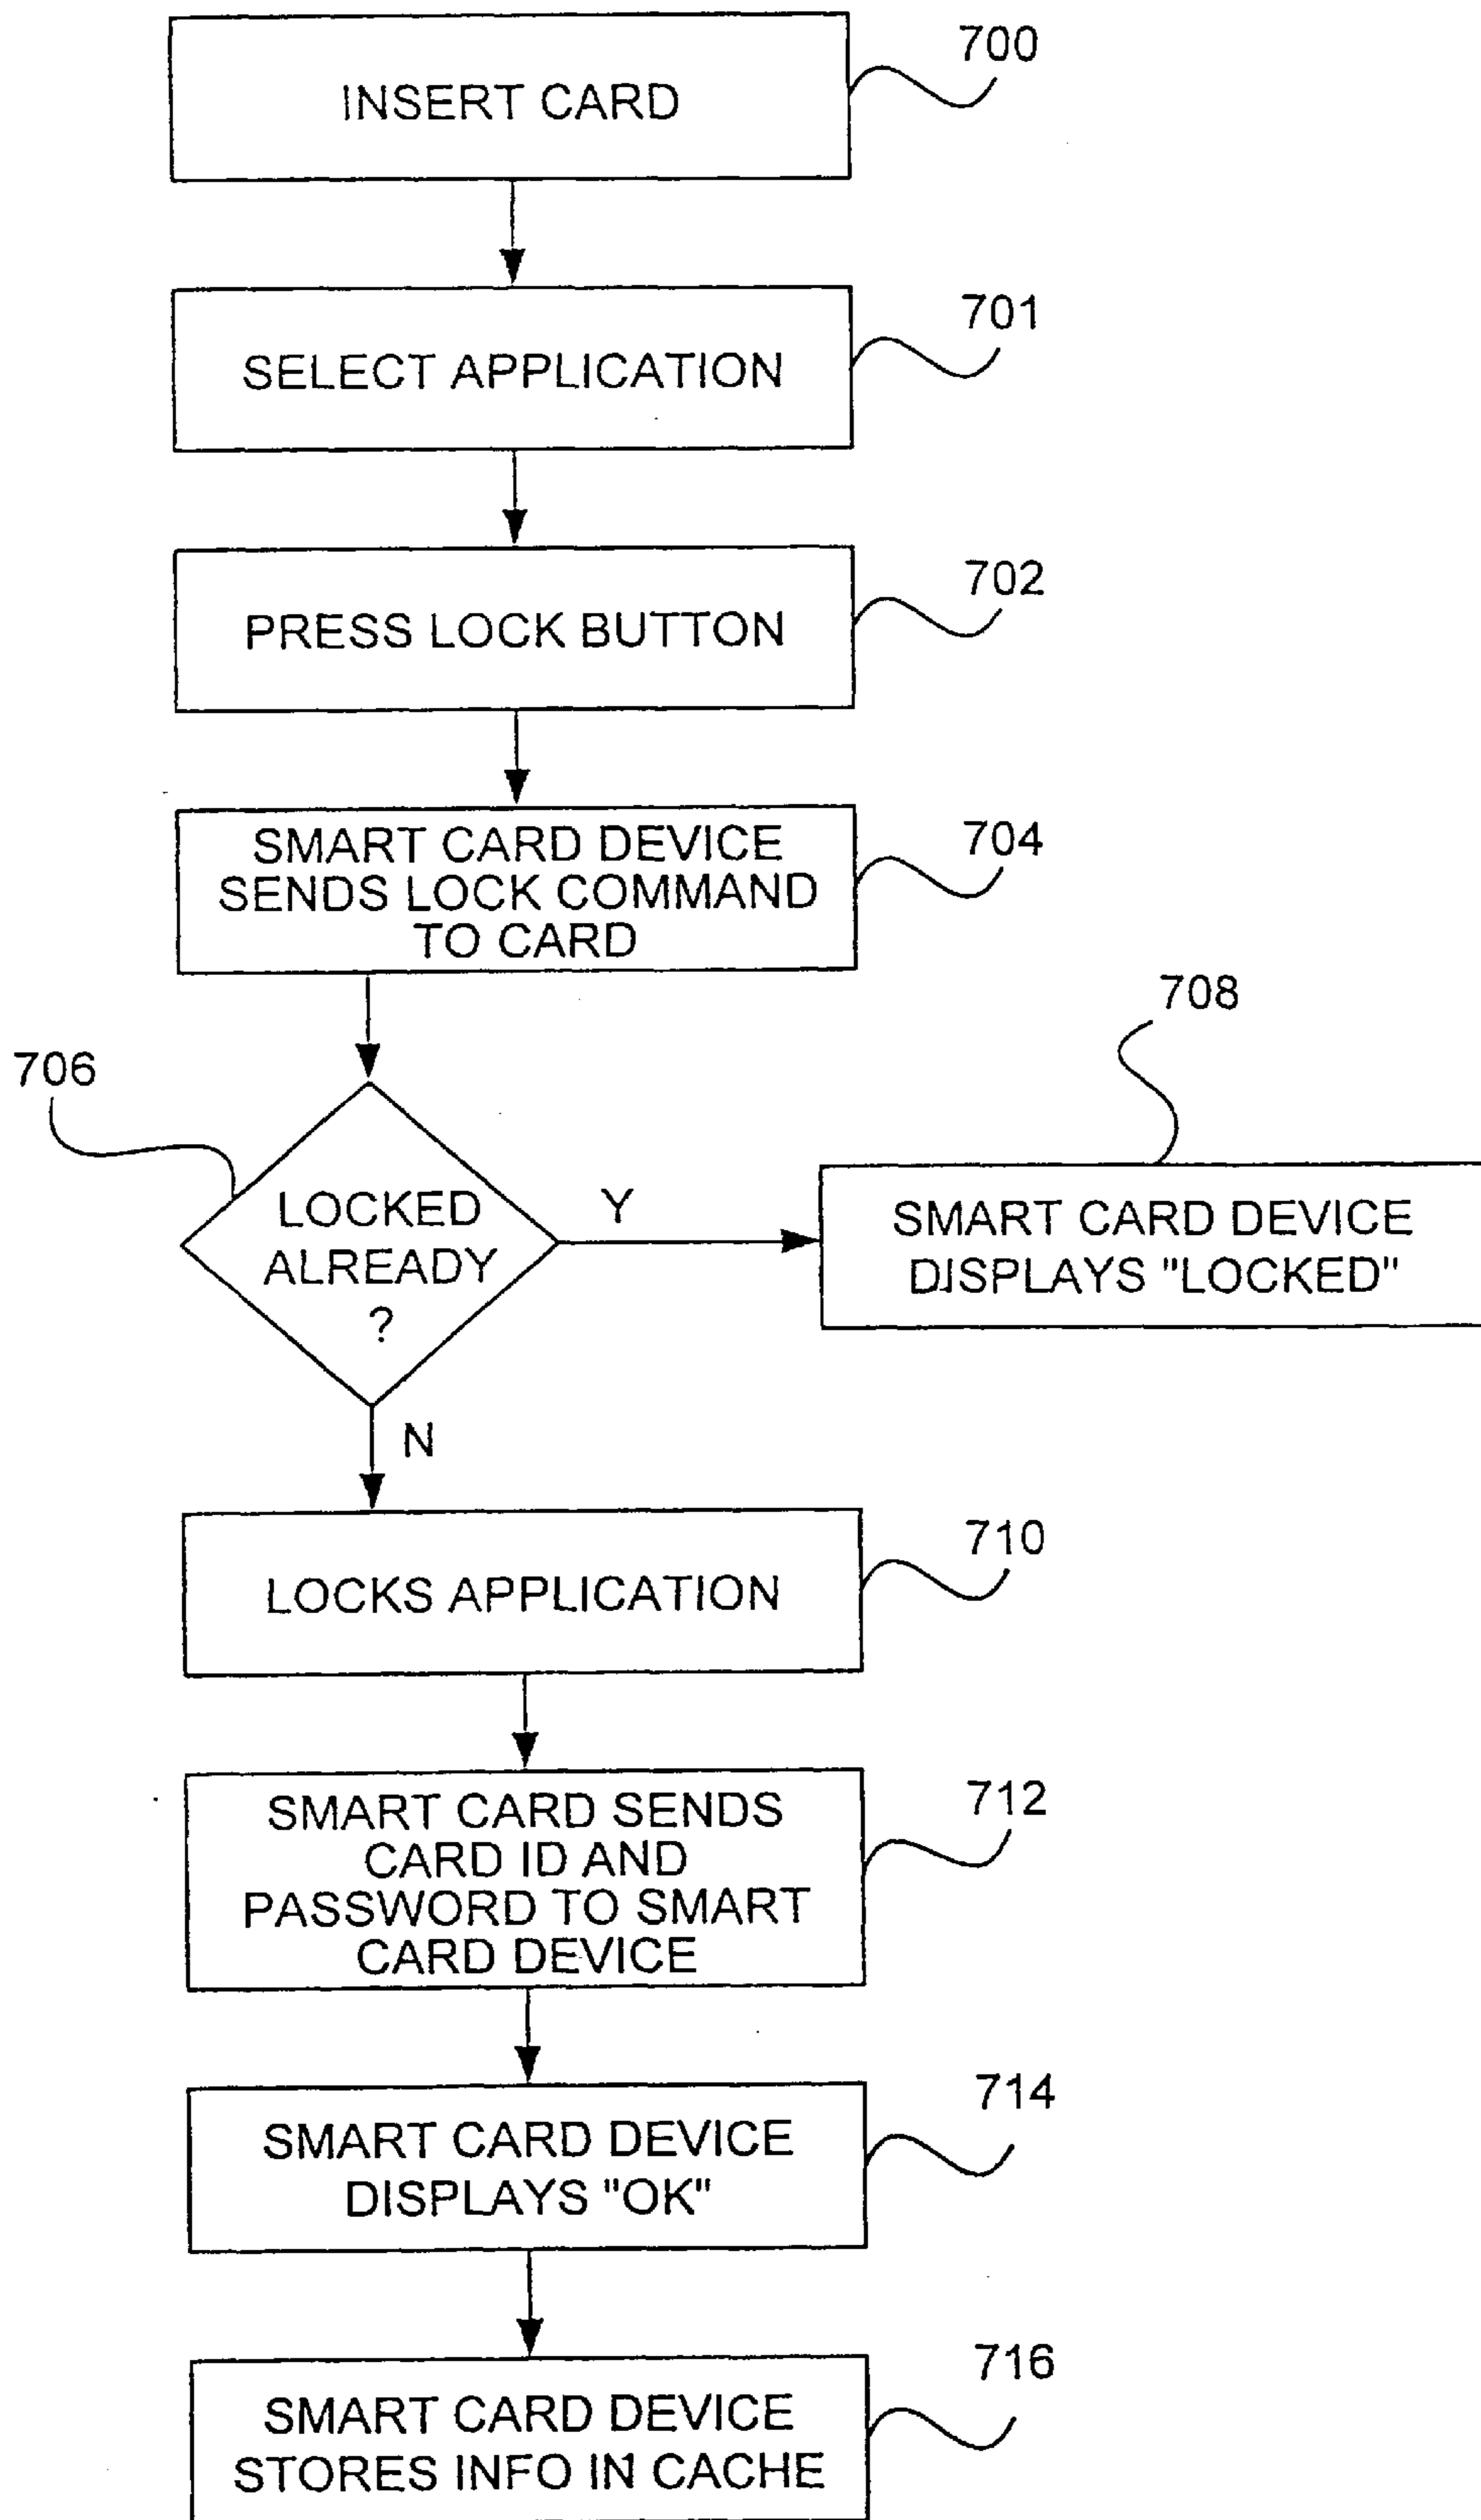 700
INSERT CARD
701
SELECT APPLICATION
702
PRESS LOCK BUTTON
704
SMART CARD DEVICE
SENDS LOCK COMMAND
TO CARD
706
LOCKED
ALREADY
?
Y
708
SMART CARD DEVICE
DISPLAYS "LOCKED"
N
710
LOCKS APPLICATION
712
SMART CARD SENDS
CARD ID AND
PASSWORD TO SMART
CARD DEVICE
714
SMART CARD DEVICE
DISPLAYS "OK"
716
SMART CARD DEVICE
STORES INFO IN CACHE